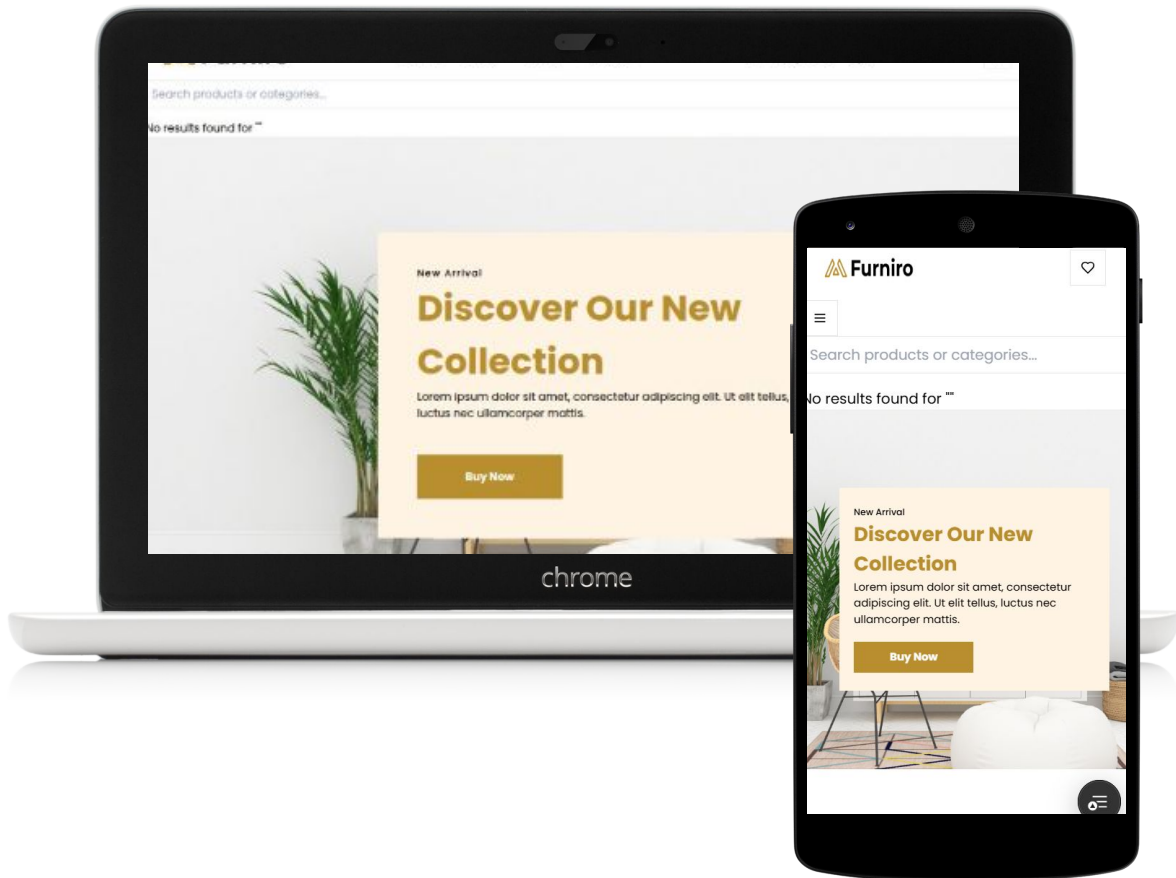 Search products or categories...
No results found for ""
New Arrival
Discover Our New
Collection
Lorem ipsum dolor sit amet, consectetur adipiscing elit. Ut elit tellus,
luctus nec ullamcorper mattis.
Buy Now
chrome
Furniro
Search products or categories...
No results found for ""
New Arrival
Discover Our New
Collection
Lorem ipsum dolor sit amet, consectetur
adipiscing elit. Ut elit tellus, luctus nec
ullamcorper mattis.
Buy Now